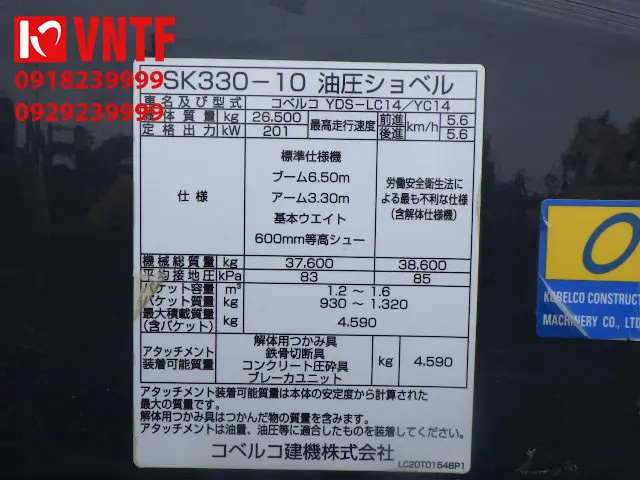 VNTF
0918239999
0929239999
SK330-10 油圧ショベル
車名及び型式 コベルコ YDS-LC14/YC14
機体質量 kg 26,500 最高走行速度 前進 km/h 5.6
定格出力 kW 201 後進 5.6
仕様
標準仕様機
ブーム6.50m
アーム3.30m
基本ウエイト
600mm等高シュー
労働安全衛生法に
よる最も不利な仕様
(含解体仕様機)
機械総質量 kg 37,600 38,600
平均接地圧 kPa 83 85
バケット容量 m³ 1.2 ~ 1.6
バケット質量 kg 930 ~ 1,320
最大積載質量
(含バケット) kg 4,590
アタッチメント
装着可能質量
解体用つかみ具
鉄骨切断具
コンクリート圧砕具
ブレーカユニット
kg 4,590
アタッチメント装着可能質量は本体の安定度から計算された
最大の質量です。
解体用つかみ具はつかんだ物の質量を含みます。
アタッチメントは油量、油圧等に適合したものを装着してください。
コベルコ建機株式会社
LC20T01546P1
KOBELCO CONSTRUCT
MACHINERY CO., LTD